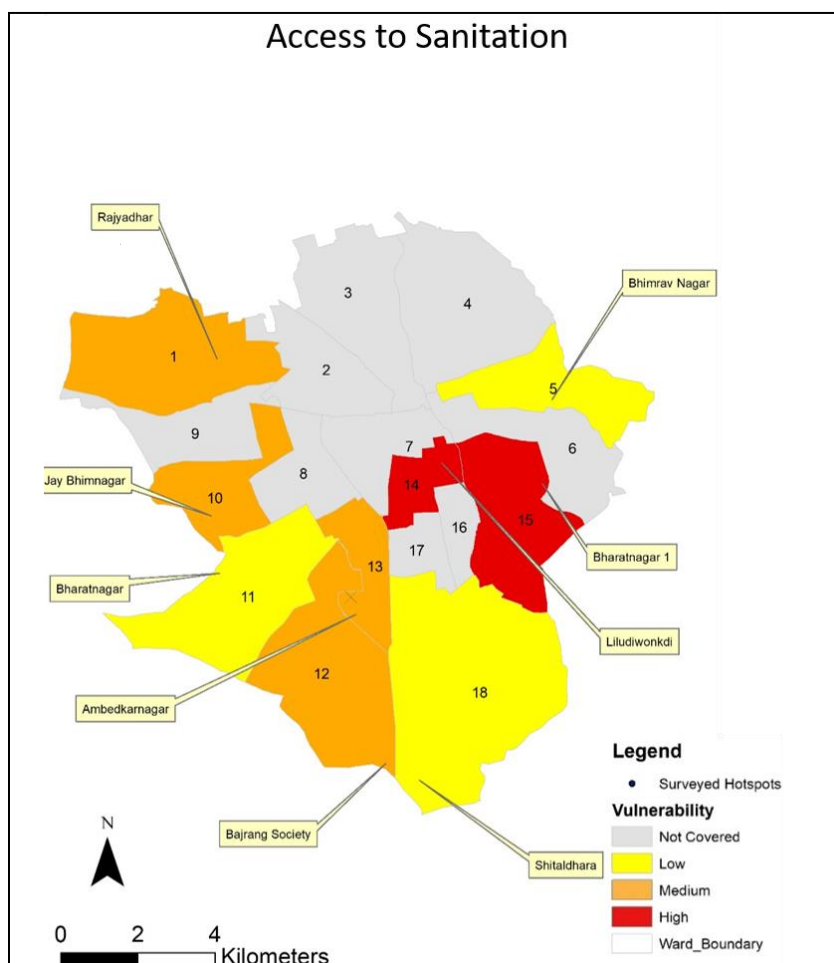 Access to Sanitation
Rajyadhar
Bhimrav Nagar
3
4
1
2
5
9
7
6
8
14
10
Jay Bhimnagar
16
15
17
13
Bharatnagar 1
Bharatnagar
11
Liludiwonkdi
12
18
Ambedkarnagar
Bajrang Society
Shitaldhara
Legend
Surveyed Hotspots
Vulnerability
Not Covered
Low
Medium
High
Ward_Boundary
N
0 2 4
Kilometers